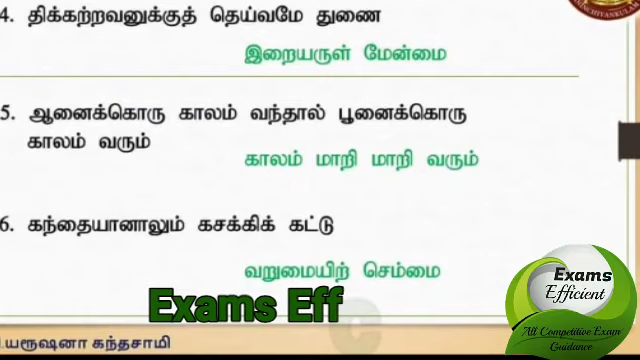 4. திக்கற்றவனுக்குத் தெய்வமே துணை
இறையருள் மேன்மை
5. ஆனைக்கொரு காலம் வந்தால் பூனைக்கொரு
காலம் வரும்
காலம் மாறி மாறி வரும்
6. கந்தையானாலும் கசக்கிக் கட்டு
வறுமையிற் செம்மை
Exams Eff
Exams
Efficient
All Competitive Exam
Guidance
யரூஷனா கந்தசாமி